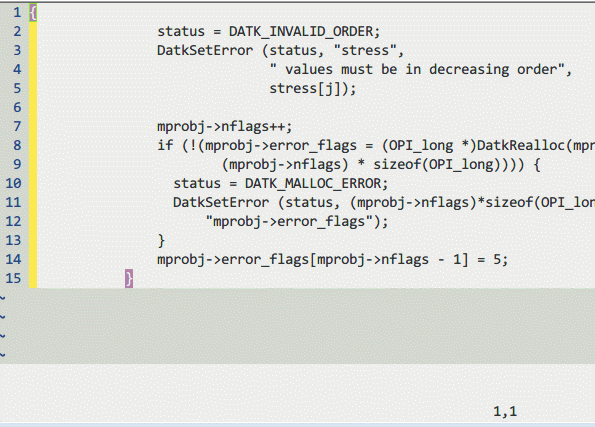 1 {
2 status = DATK_INVALID_ORDER;
3 DatkSetError (status, "stress",
4 " values must be in decreasing order",
5 stress[j]);
6
7 mprobj->nflags++;
8 if (!(mprobj->error_flags = (OPI_long *)DatkRealloc(mpr
9 (mprobj->nflags) * sizeof(OPI_long)))) {
10 status = DATK_MALLOC_ERROR;
11 DatkSetError (status, (mprobj->nflags)*sizeof(OPI_lon
12 "mprobj->error_flags");
13 }
14 mprobj->error_flags[mprobj->nflags - 1] = 5;
15 }
~
~
~
~
1,1